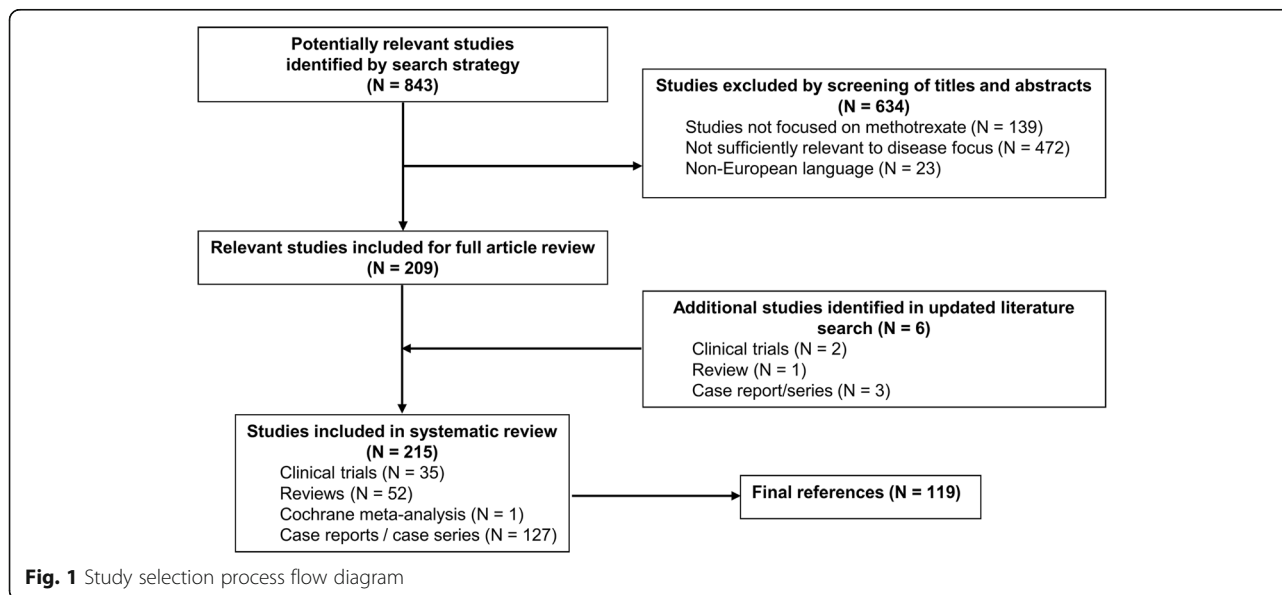 Potentially relevant studies
identified by search strategy
(N = 843)
Studies excluded by screening of titles and abstracts
(N = 634)
Studies not focused on methotrexate (N = 139)
Not sufficiently relevant to disease focus (N = 472)
Non-European language (N = 23)
Relevant studies included for full article review
(N = 209)
Additional studies identified in updated literature
search (N = 6)
Clinical trials (N = 2)
Review (N = 1)
Case report/series (N = 3)
Studies included in systematic review
(N = 215)
Clinical trials (N = 35)
Reviews (N = 52)
Cochrane meta-analysis (N = 1)
Case reports / case series (N = 127)
Final references (N = 119)
Fig. 1 Study selection process flow diagram